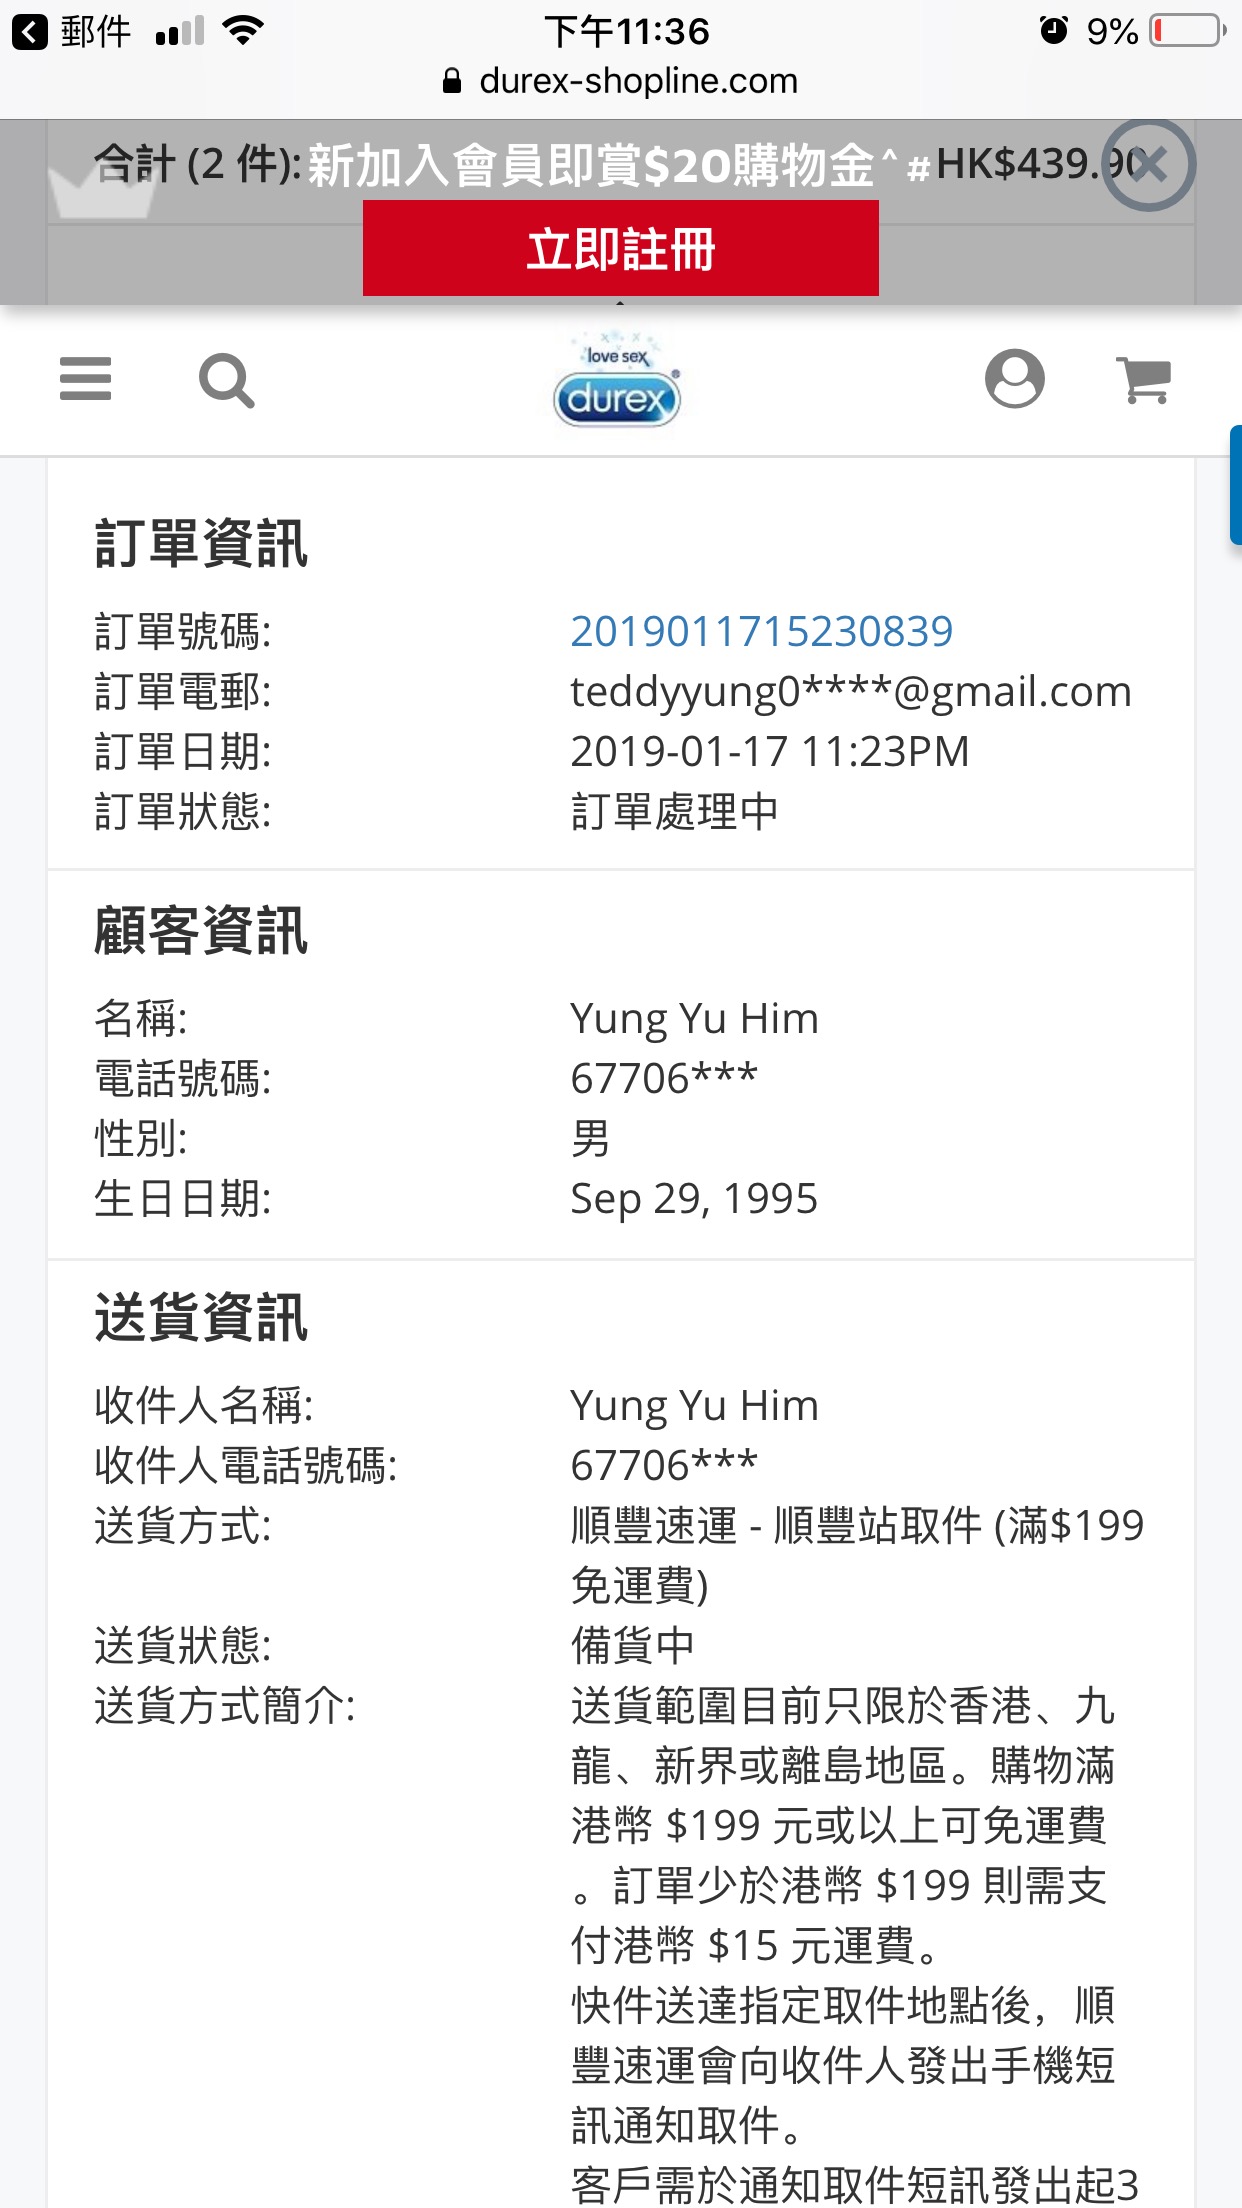 郵件
下午11:36
9%
durex-shopline.com
合計 (2 件):
新加入會員即賞$20購物金^#
HK$439.90
立即註冊
love sex
durex
訂單資訊
訂單號碼: 2019011715230839
訂單電郵: teddyyung0****@gmail.com
訂單日期: 2019-01-17 11:23PM
訂單狀態: 訂單處理中
顧客資訊
名稱: Yung Yu Him
電話號碼: 67706***
性別: 男
生日日期: Sep 29, 1995
送貨資訊
收件人名稱: Yung Yu Him
收件人電話號碼: 67706***
送貨方式: 順豐速運 - 順豐站取件 (滿$199
免運費)
送貨狀態: 備貨中
送貨方式簡介: 送貨範圍目前只限於香港、九
龍、新界或離島地區。購物滿
港幣 $199 元或以上可免運費
。訂單少於港幣 $199 則需支
付港幣 $15 元運費。
快件送達指定取件地點後，順
豐速運會向收件人發出手機短
訊通知取件。
客戶需於通知取件短訊發出起3